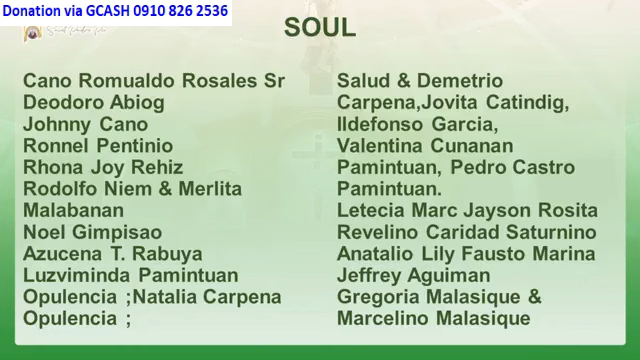 Donation via GCASH 0910 826 2536
SOUL
Cano Romualdo Rosales Sr
Deodoro Abiog
Johnny Cano
Ronnel Pentinio
Rhona Joy Rehiz
Rodolfo Niem & Merlita
Malabanan
Noel Gimpisao
Azucena T. Rabuya
Luzviminda Pamintuan
Opulencia ;Natalia Carpena
Opulencia ;
Salud & Demetrio
Carpena,Jovita Catindig,
Ildefonso Garcia,
Valentina Cunanan
Pamintuan, Pedro Castro
Pamintuan.
Letecia Marc Jayson Rosita
Revelino Caridad Saturnino
Anatalio Lily Fausto Marina
Jeffrey Aguiman
Gregoria Malasique &
Marcelino Malasique